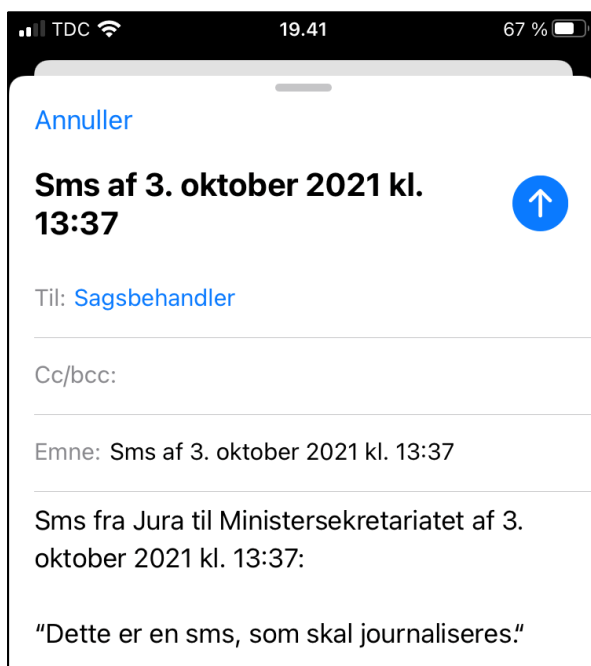 TDC 19.41 67 %
Annuller
Sms af 3. oktober 2021 kl.
13:37
Til: Sagsbehandler
Cc/bcc:
Emne: Sms af 3. oktober 2021 kl. 13:37
Sms fra Jura til Ministersekretariatet af 3.
oktober 2021 kl. 13:37:
“Dette er en sms, som skal journaliseres.“